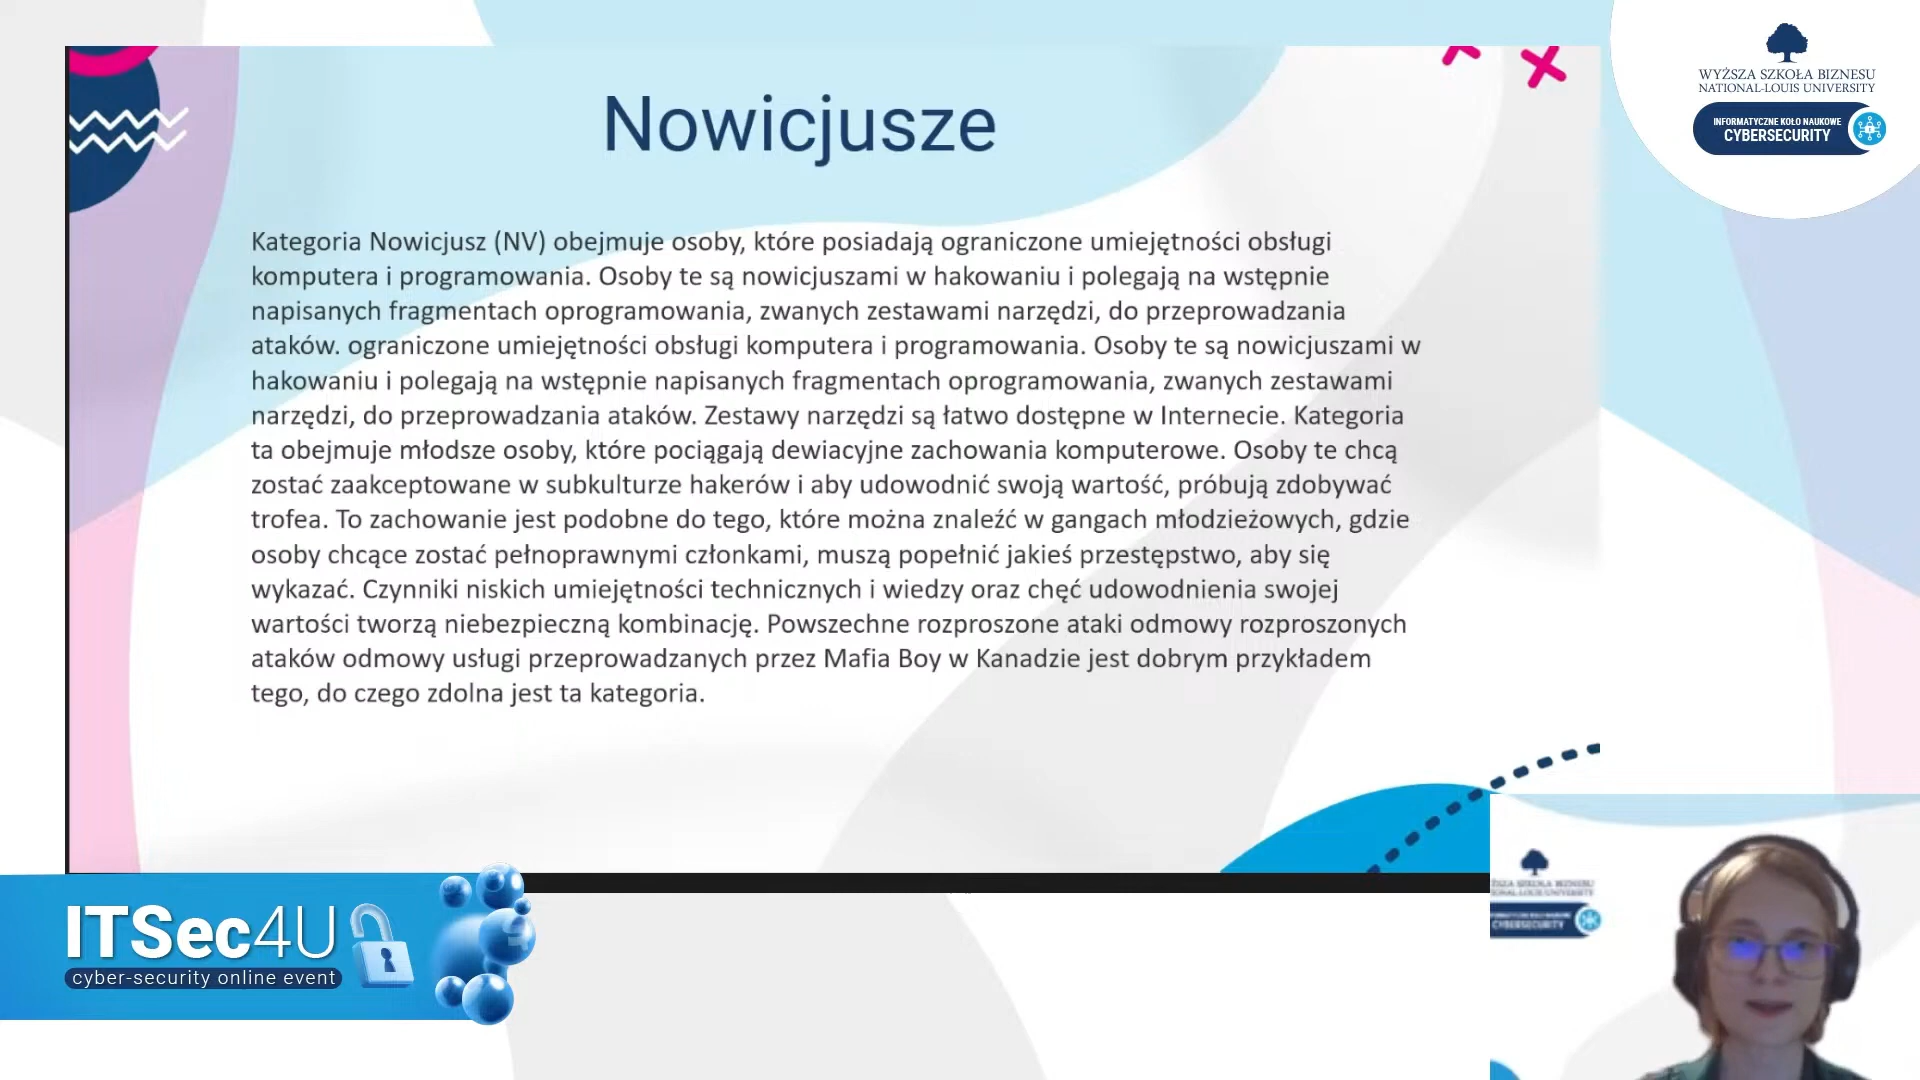 Nowicjusze
Kategoria Nowicjusz (NV) obejmuje osoby, które posiadają ograniczone umiejętności obsługi
komputera i programowania. Osoby te są nowicjuszami w hakowaniu i polegają na wstępnie
napisanych fragmentach oprogramowania, zwanych zestawami narzędzi, do przeprowadzania
ataków. ograniczone umiejętności obsługi komputera i programowania. Osoby te są nowicjuszami w
hakowaniu i polegają na wstępnie napisanych fragmentach oprogramowania, zwanych zestawami
narzędzi, do przeprowadzania ataków. Zestawy narzędzi są łatwo dostępne w Internecie. Kategoria
ta obejmuje młodsze osoby, które pociągają dewiacyjne zachowania komputerowe. Osoby te chcą
zostać zaakceptowane w subkulturze hakerów i aby udowodnić swoją wartość, próbują zdobywać
trofea. To zachowanie jest podobne do tego, które można znaleźć w gangach młodzieżowych, gdzie
osoby chcące zostać pełnoprawnymi członkami, muszą popełnić jakieś przestępstwo, aby się
wykazać. Czynniki niskich umiejętności technicznych i wiedzy oraz chęć udowodnienia swojej
wartości tworzą niebezpieczną kombinację. Powszechne rozproszone ataki odmowy rozproszonych
ataków odmowy usługi przeprowadzanych przez Mafia Boy w Kanadzie jest dobrym przykładem
tego, do czego zdolna jest ta kategoria.
WYŻSZA SZKOŁA BIZNESU
NATIONAL-LOUIS UNIVERSITY
INFORMATYCZNE KOŁO NAUKOWE
CYBERSECURITY
ITSec4U
cyber-security online event
CYBERSECURITY